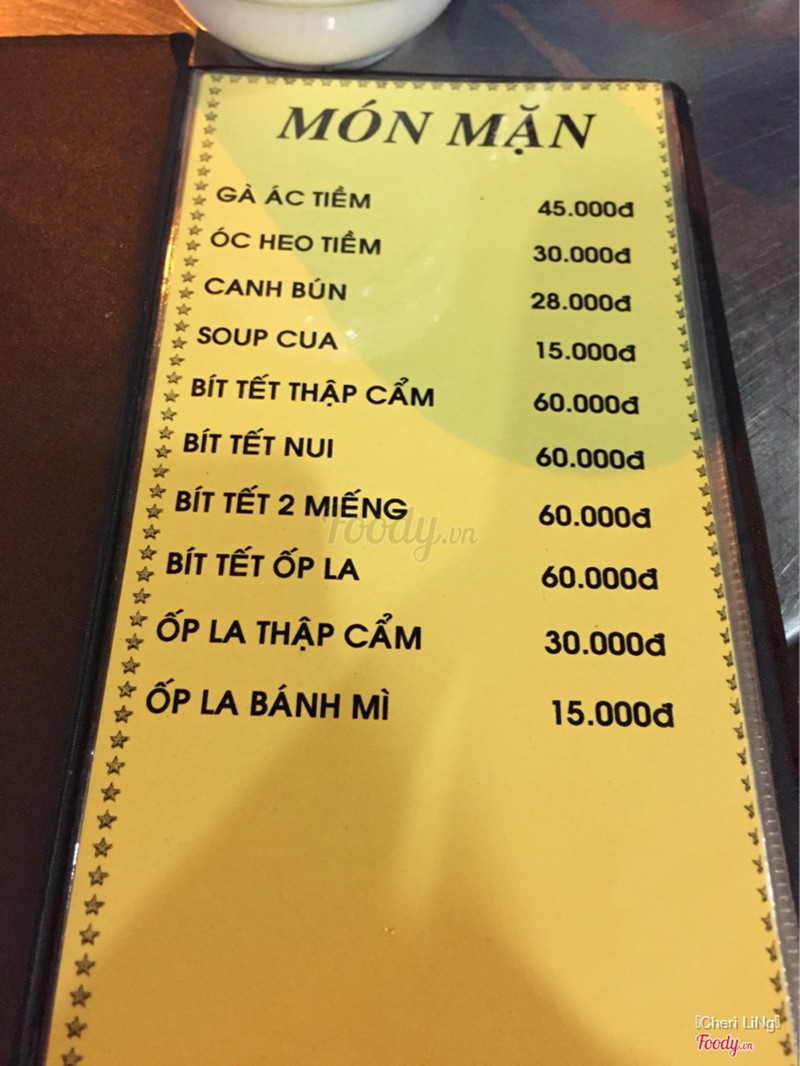 MÓN MẶN
GÀ ÁC TIỀM 45.000đ
ÓC HEO TIỀM 30.000đ
CANH BÚN 28.000đ
SOUP CUA 15.000đ
BÍT TẾT THẬP CẨM 60.000đ
BÍT TẾT NUI 60.000đ
BÍT TẾT 2 MIẾNG 60.000đ
BÍT TẾT ỐP LA 60.000đ
ỐP LA THẬP CẨM 30.000đ
ỐP LA BÁNH MÌ 15.000đ
Foody.vn
[Cheri LiNg]
Foody.vn